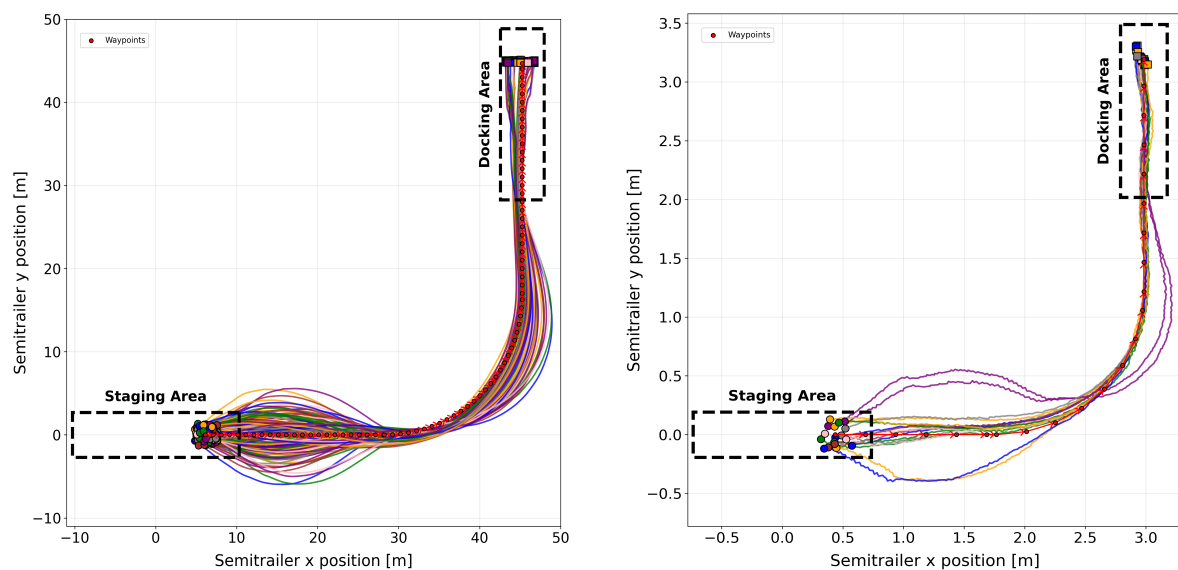 50
40
30
20
10
0
−10
Semitrailer y position [m]
Waypoints
Docking Area
Staging Area
−10 0 10 20 30 40 50
Semitrailer x position [m]
3.5
3.0
2.5
2.0
1.5
1.0
0.5
0.0
−0.5
Semitrailer y position [m]
Waypoints
Docking Area
Staging Area
−0.5 0.0 0.5 1.0 1.5 2.0 2.5 3.0
Semitrailer x position [m]